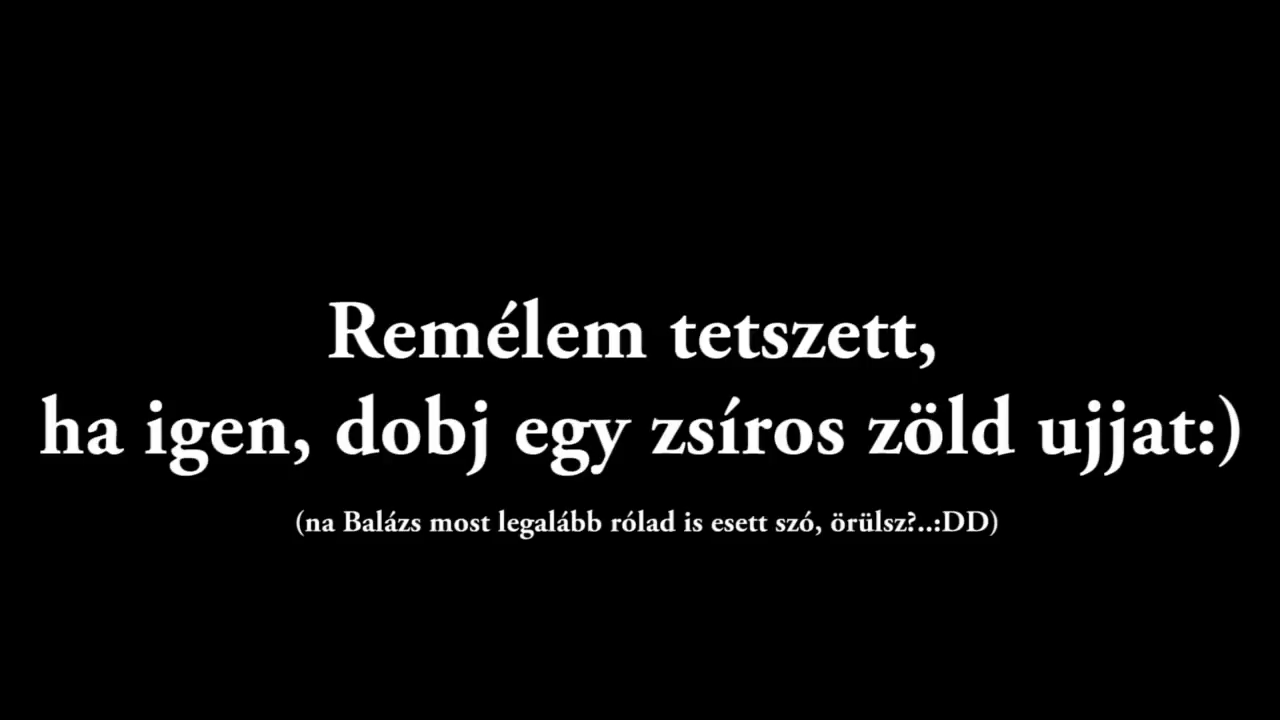 Remélem tetszett,
ha igen, dobj egy zsíros zöld ujjat:)
(na Balázs most legalább rólad is esett szó, örülsz?..:DD)